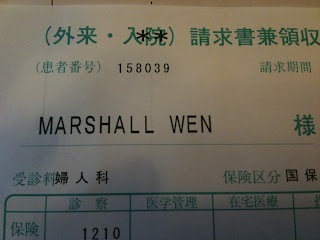 (外来・入院) 請求書兼領収
(患者番号) 158039 請求期間
MARSHALL WEN 様
受診料 婦人科 保険区分 国保
診察 医学管理 在宅医療
保険 1210